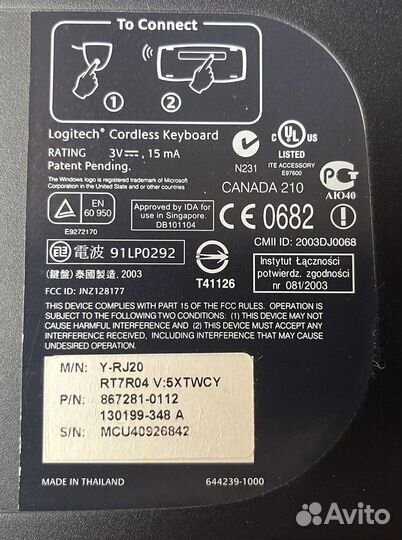 To Connect
1
2
Logitech® Cordless Keyboard
RATING 3V⎓, 15 mA
Patent Pending.
The Windows logo is registered trademark of Microsoft
Corporation in the United States and or other countries.
N231
c UL US
LISTED
ITE ACCESSORY
E97600
CANADA 210
PCT
AIO40
EN
60 950
E9272170
Approved by IDA for
use in Singapore.
DB101104
CE 0682
CMII ID: 2003DJ0068
電波 91LP0292
(鍵盤) 泰國製造, 2003
T41126
Instytut Łączności
potwierdz. zgodności
nr 081/2003
FCC ID: JNZ128177
THIS DEVICE COMPLIES WITH PART 15 OF THE FCC RULES. OPERATION IS
SUBJECT TO THE FOLLOWING TWO CONDITIONS: (1) THIS DEVICE MAY NOT
CAUSE HARMFUL INTERFERENCE AND (2) THIS DEVICE MUST ACCEPT ANY
INTERFERENCE RECEIVED, INCLUDING INTERFERENCE THAT MAY CAUSE
UNDESIRED OPERATION.
M/N: Y-RJ20
RT7R04 V:5XTWCY
P/N: 867281-0112
130199-348 A
S/N: MCU40926842
MADE IN THAILAND
644239-1000
Avito